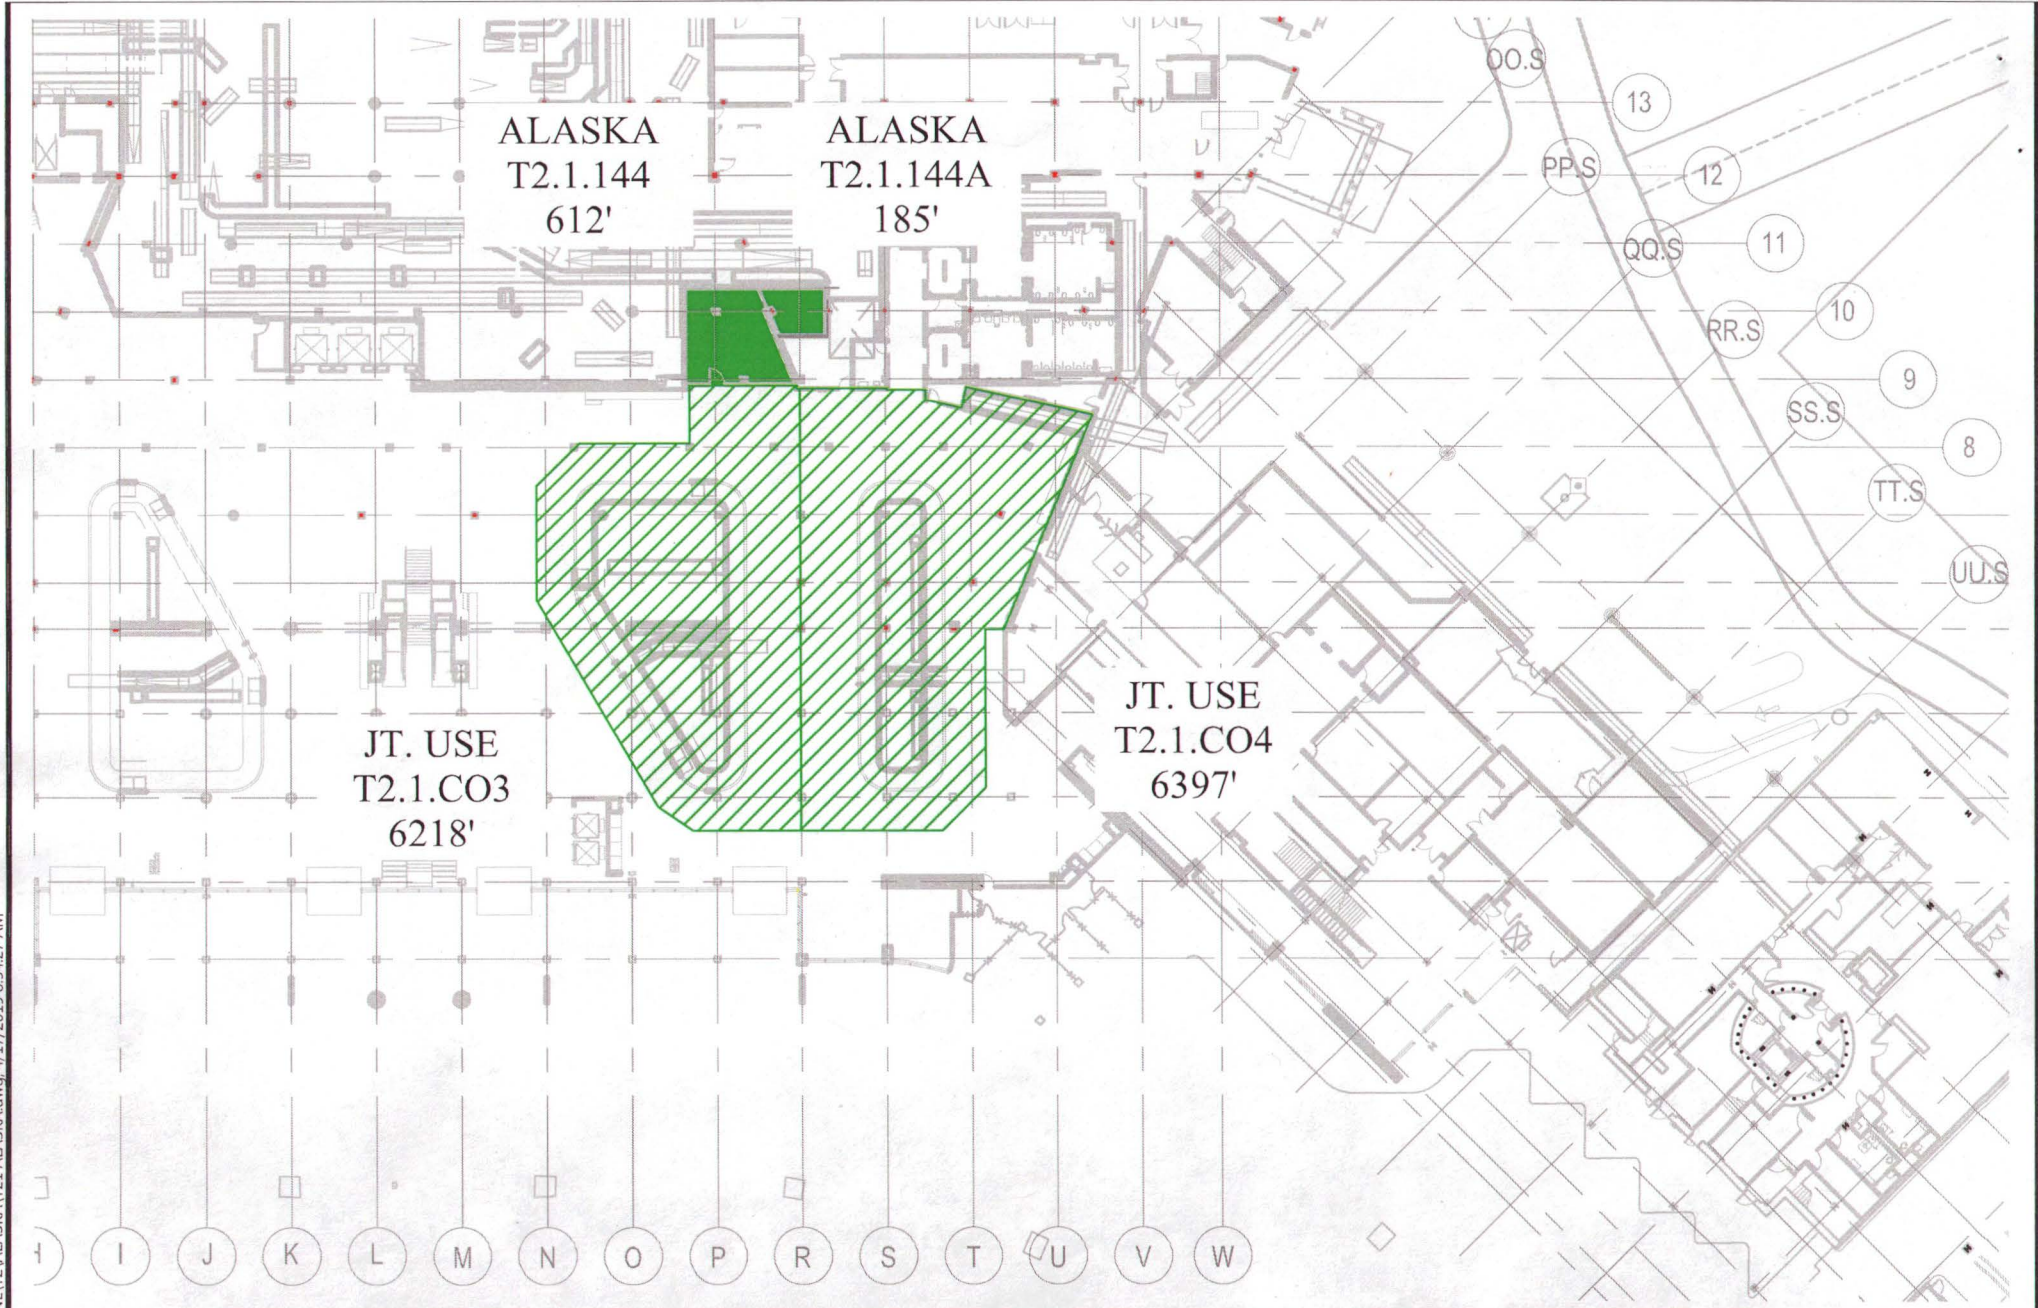 OO.S
13
PP.S
12
QQ.S
11
RR.S
10
9
SS.S
8
TT.S
UU.S
ALASKA
T2.1.144
612'
ALASKA
T2.1.144A
185'
JT. USE
T2.1.CO3
6218'
JT. USE
T2.1.CO4
6397'
H I J K L M N O P R S T U V W